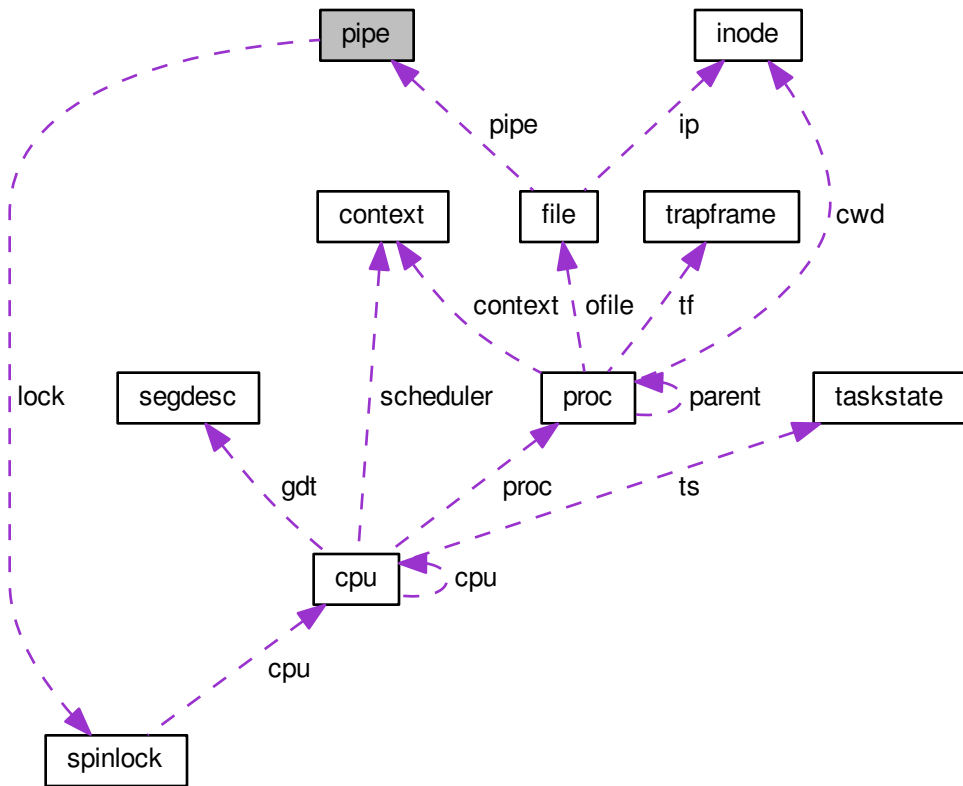 pipe
inode
pipe
ip
context
file
trapframe
cwd
context
ofile
tf
segdesc
lock
scheduler
proc
parent
taskstate
gdt
proc
ts
cpu
cpu
cpu
spinlock